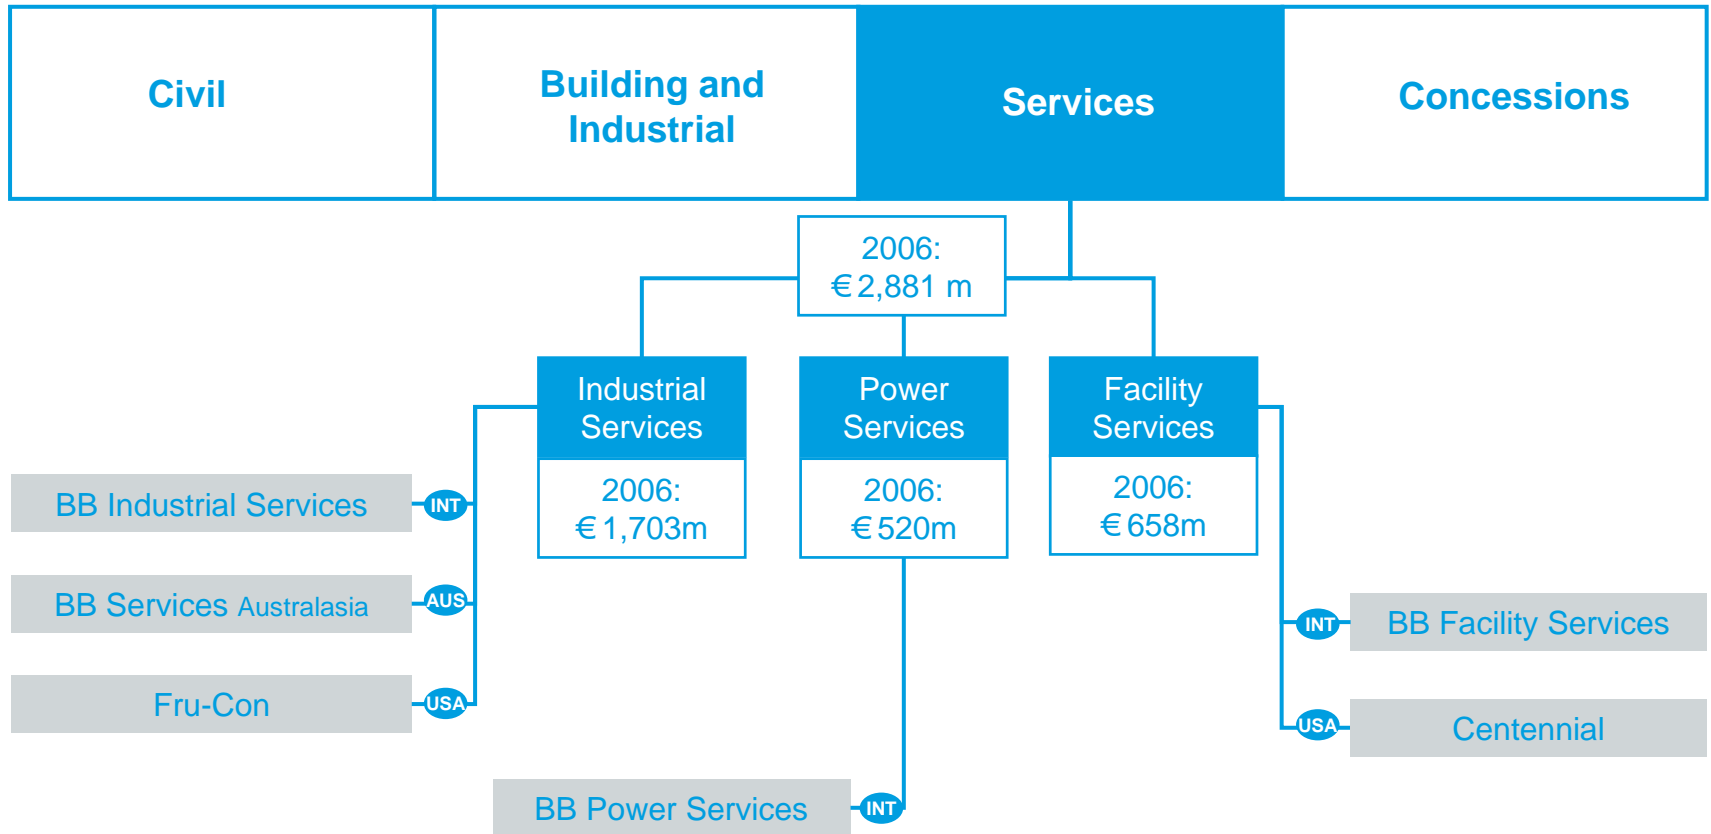 Civil
Building and
Industrial
Services
Concessions
2006:
€ 2,881 m
Industrial
Services
2006:
€ 1,703m
Power
Services
2006:
€ 520m
Facility
Services
2006:
€ 658m
BB Industrial Services
INT
BB Services Australasia
AUS
Fru-Con
USA
INT
BB Facility Services
USA
Centennial
BB Power Services
INT